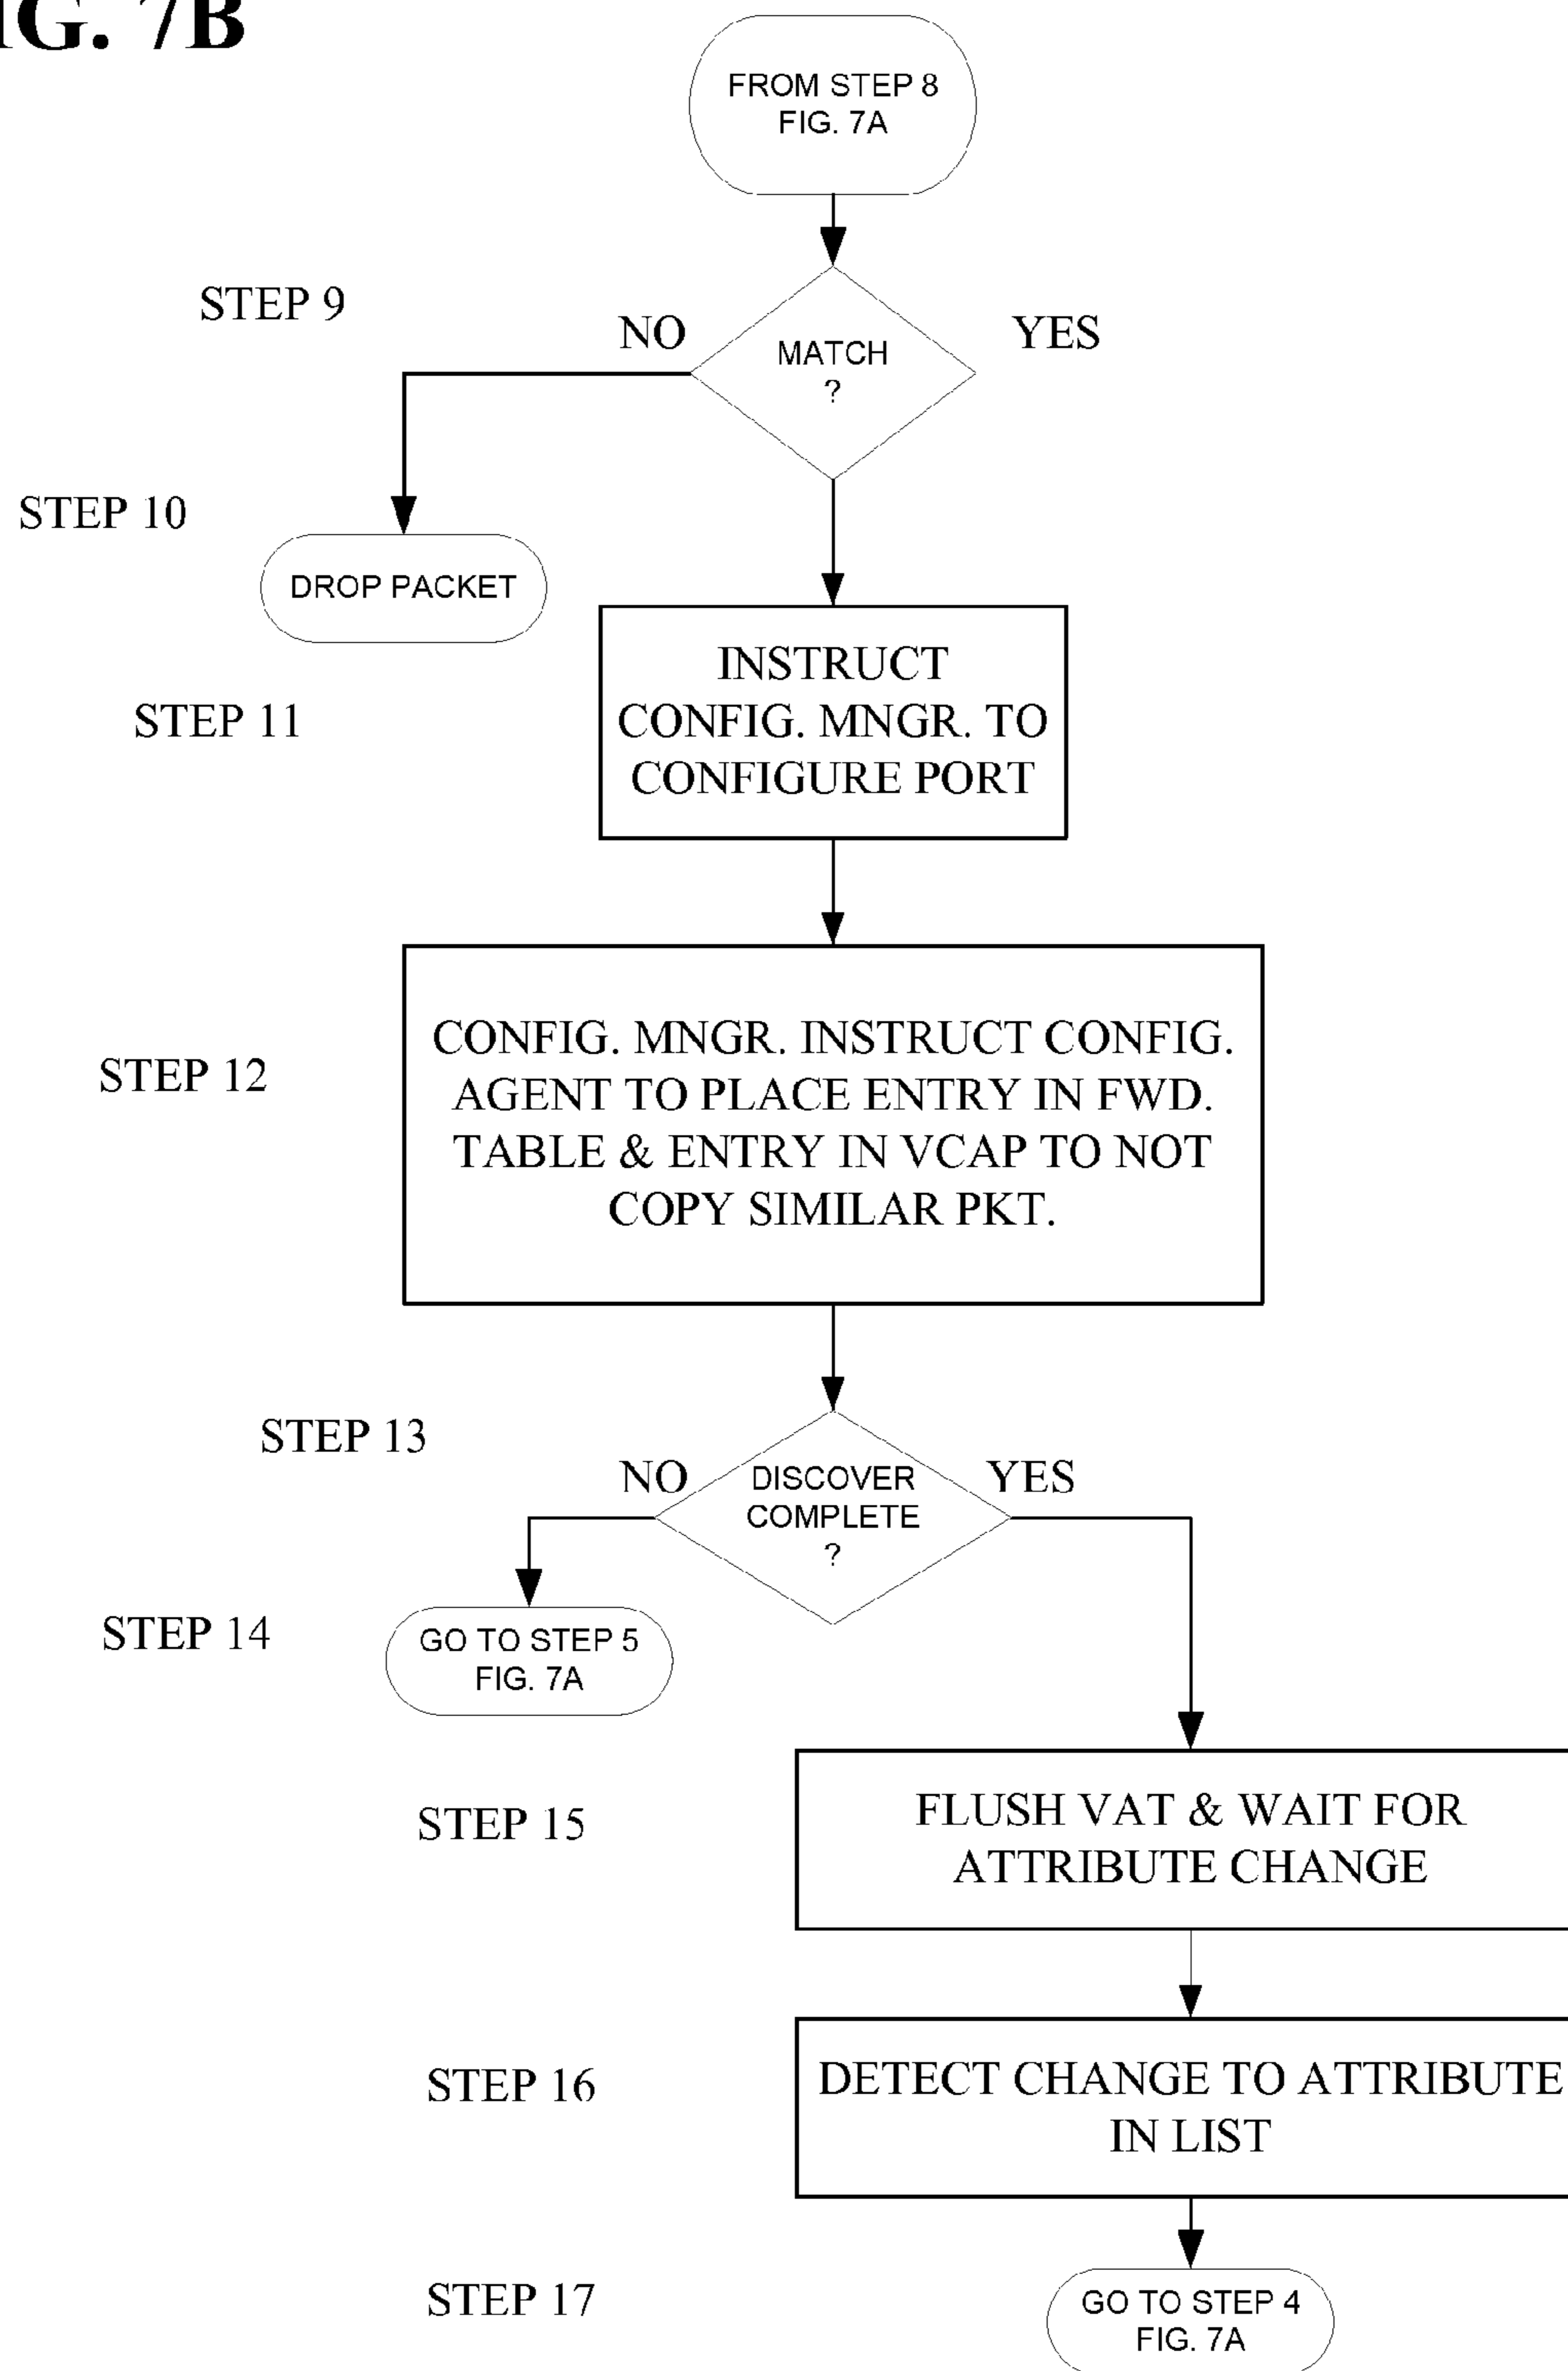 IG. 7B
FROM STEP 8
FIG. 7A
STEP 9
NO
YES
MATCH
?
STEP 10
DROP PACKET
STEP 11
INSTRUCT
CONFIG. MNGR. TO
CONFIGURE PORT
STEP 12
CONFIG. MNGR. INSTRUCT CONFIG.
AGENT TO PLACE ENTRY IN FWD.
TABLE & ENTRY IN VCAP TO NOT
COPY SIMILAR PKT.
STEP 13
NO
YES
DISCOVER
COMPLETE
?
STEP 14
GO TO STEP 5
FIG. 7A
STEP 15
FLUSH VAT & WAIT FOR
ATTRIBUTE CHANGE
STEP 16
DETECT CHANGE TO ATTRIBUTE
IN LIST
STEP 17
GO TO STEP 4
FIG. 7A